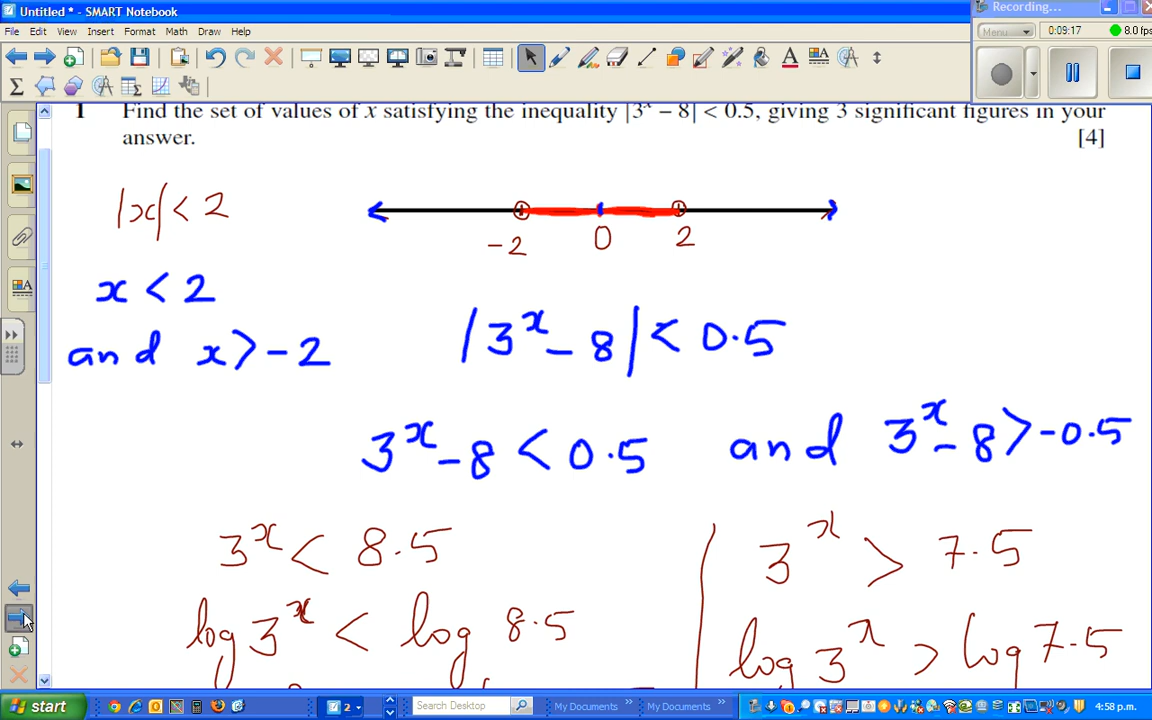 Untitled * - SMART Notebook
Recording...
File Edit View Insert Format Math Draw Help
Menu
0:09:17
8.0 fps
1 Find the set of values of x satisfying the inequality |3ˣ − 8| < 0.5, giving 3 significant figures in your
answer. [4]
|x| < 2
-2 0 2
x < 2
and x > -2
|3ˣ - 8| < 0.5
3ˣ - 8 < 0.5 and 3ˣ - 8 > -0.5
3ˣ < 8.5
3ˣ > 7.5
log 3ˣ < log 8.5
log 3ˣ > log 7.5
start
2
Search Desktop
My Documents
My Documents
4:58 p.m.